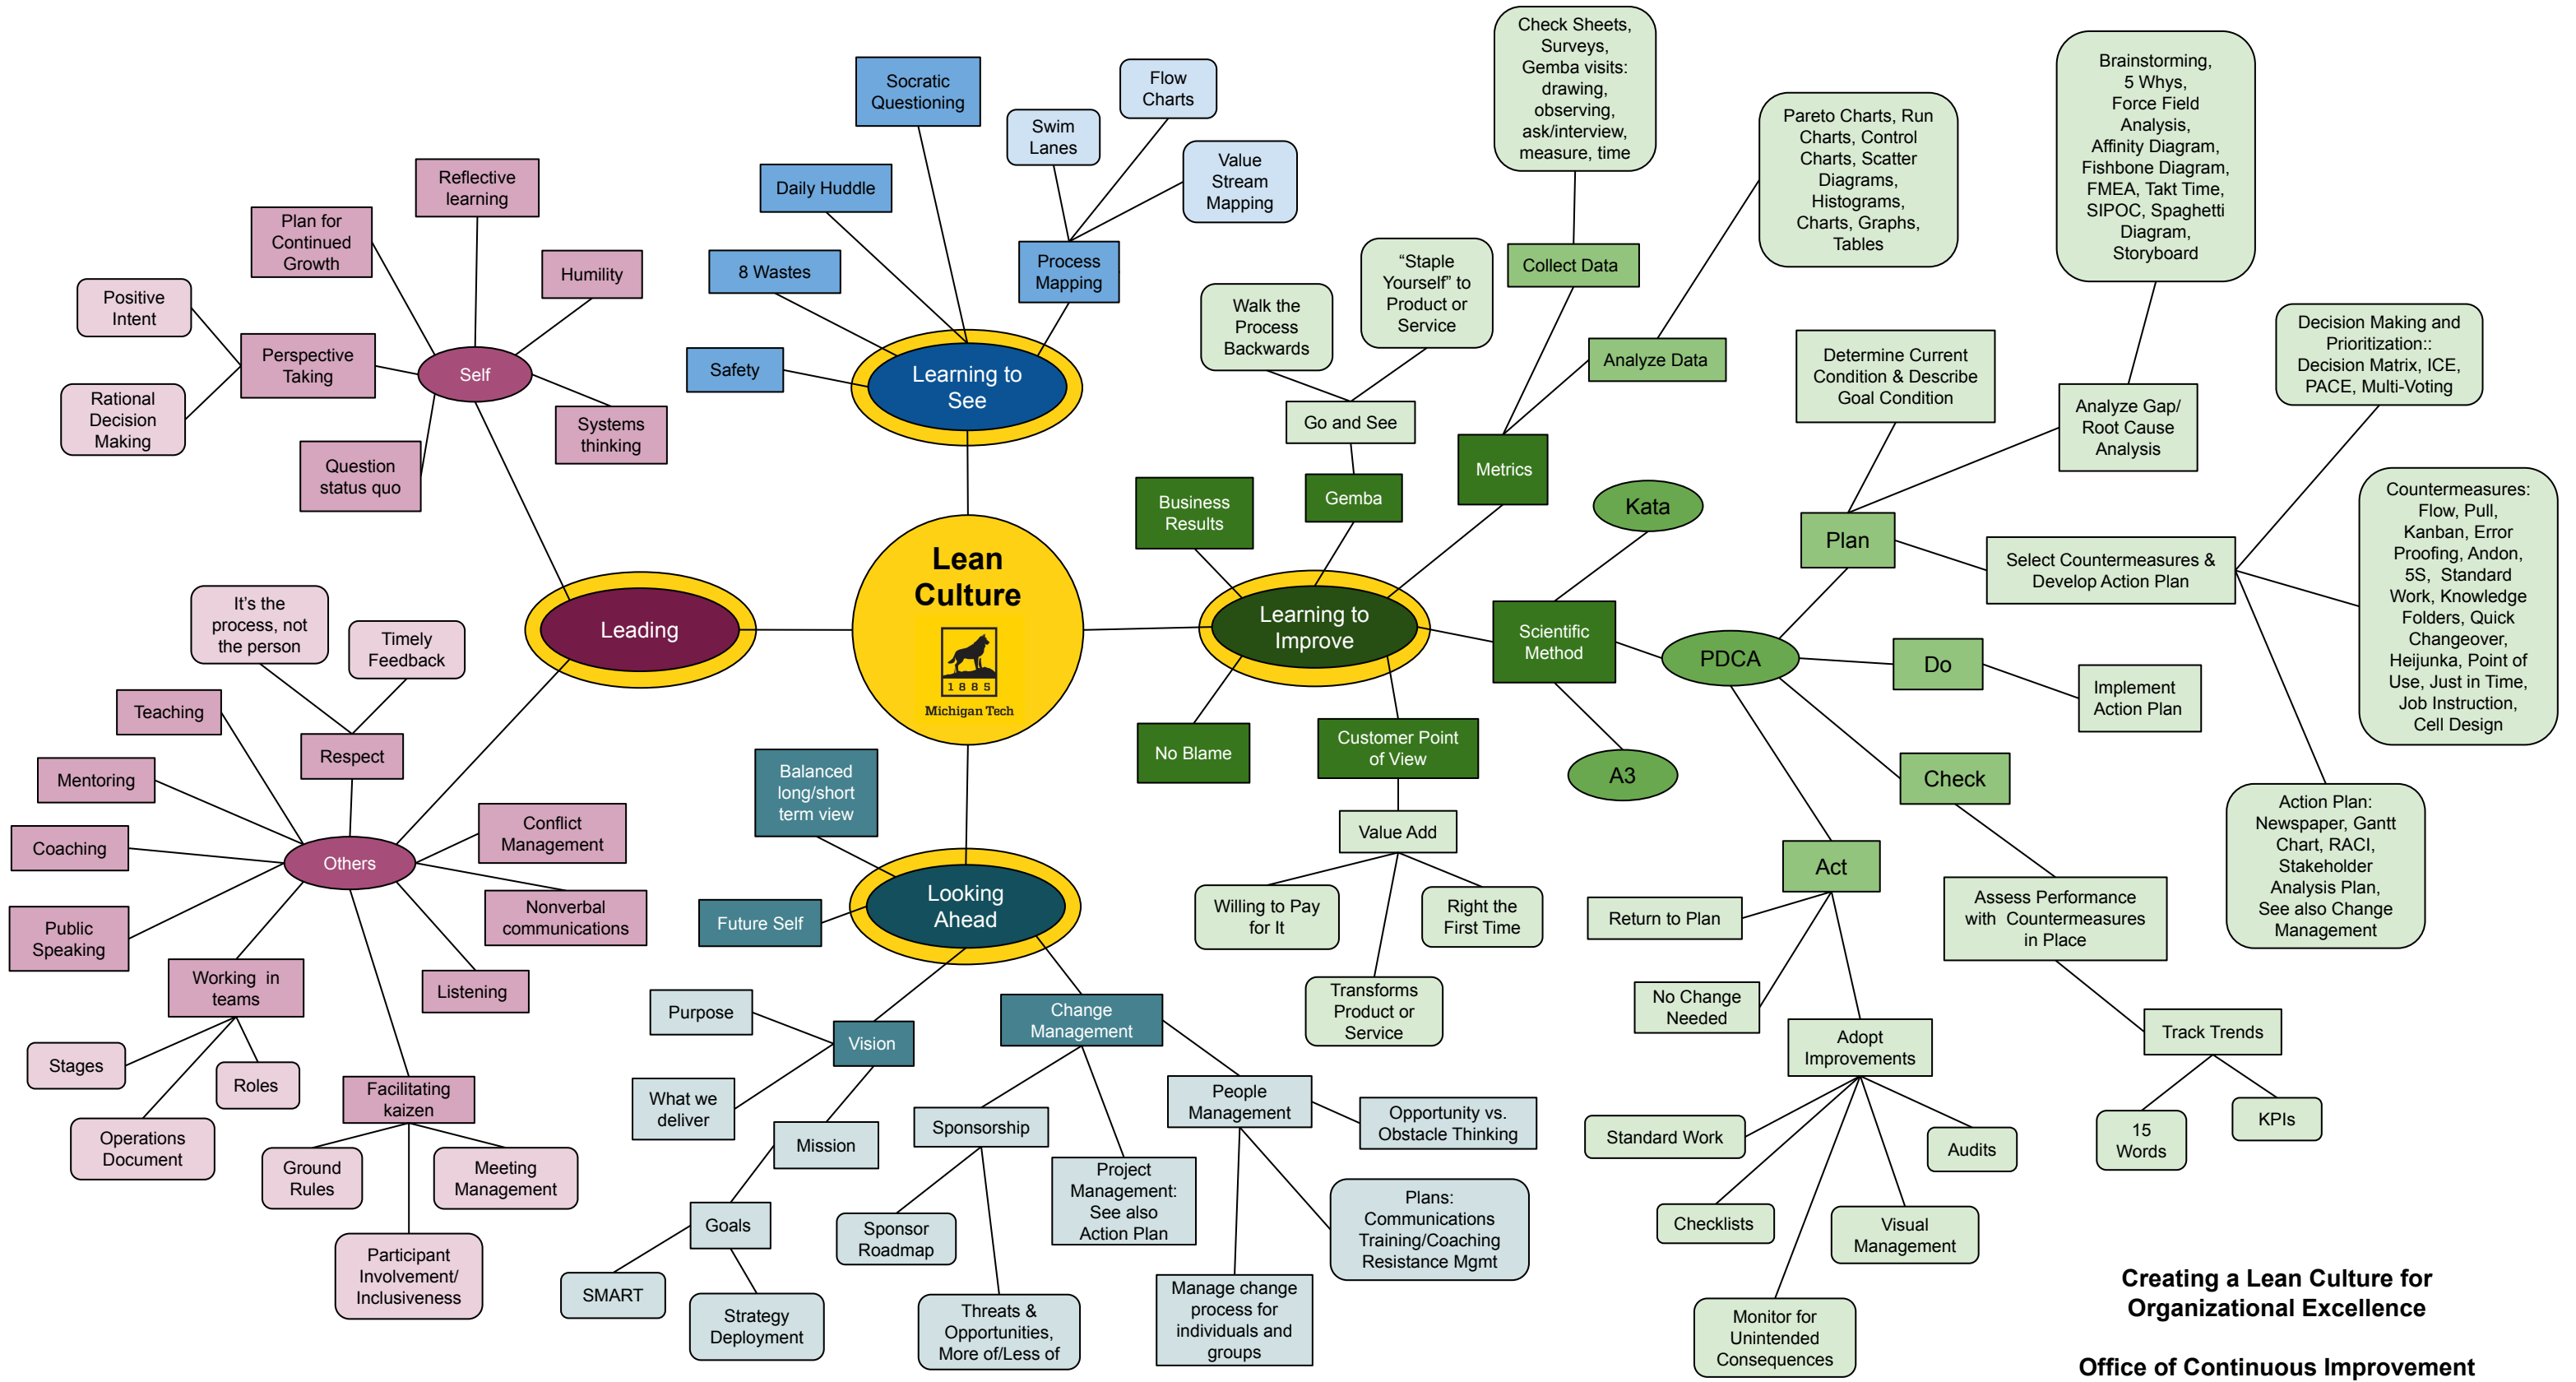 Lean
Culture
1885
Michigan Tech
Learning to
See
Socratic
Questioning
Daily Huddle
8 Wastes
Safety
Process
Mapping
Swim
Lanes
Flow
Charts
Value
Stream
Mapping
Leading
Self
Reflective
learning
Plan for
Continued
Growth
Humility
Positive
Intent
Perspective
Taking
Rational
Decision
Making
Question
status quo
Systems
thinking
Others
It’s the
process, not
the person
Timely
Feedback
Respect
Teaching
Mentoring
Coaching
Public
Speaking
Conflict
Management
Nonverbal
communications
Listening
Working  in
teams
Stages
Roles
Operations
Document
Facilitating
kaizen
Ground
Rules
Meeting
Management
Participant
Involvement/
Inclusiveness
Looking
Ahead
Balanced
long/short
term view
Future Self
Vision
Purpose
What we
deliver
Mission
Goals
SMART
Strategy
Deployment
Change
Management
Sponsorship
Sponsor
Roadmap
Threats &
Opportunities,
More of/Less of
Project
Management:
See also
Action Plan
People
Management
Opportunity vs.
Obstacle Thinking
Plans:
Communications
Training/Coaching
Resistance Mgmt
Manage change
process for
individuals and
groups
Learning to
Improve
Business
Results
Gemba
Go and See
Walk the
Process
Backwards
“Staple
Yourself” to
Product or
Service
Metrics
Collect Data
Check Sheets,
Surveys,
Gemba visits:
drawing,
observing,
ask/interview,
measure, time
Analyze Data
Pareto Charts, Run
Charts, Control
Charts, Scatter
Diagrams,
Histograms,
Charts, Graphs,
Tables
No Blame
Customer Point
of View
Value Add
Willing to Pay
for It
Right the
First Time
Transforms
Product or
Service
Scientific
Method
Kata
A3
PDCA
Plan
Determine Current
Condition & Describe
Goal Condition
Analyze Gap/
Root Cause
Analysis
Brainstorming,
5 Whys,
Force Field
Analysis,
Affinity Diagram,
Fishbone Diagram,
FMEA, Takt Time,
SIPOC, Spaghetti
Diagram,
Storyboard
Select Countermeasures &
Develop Action Plan
Decision Making and
Prioritization::
Decision Matrix, ICE,
PACE, Multi-Voting
Countermeasures:
Flow, Pull,
Kanban, Error
Proofing, Andon,
5S,  Standard
Work, Knowledge
Folders, Quick
Changeover,
Heijunka, Point of
Use, Just in Time,
Job Instruction,
Cell Design
Action Plan:
Newspaper, Gantt
Chart, RACI,
Stakeholder
Analysis Plan,
See also Change
Management
Do
Implement
Action Plan
Check
Assess Performance
with  Countermeasures
in Place
Track Trends
15
Words
KPIs
Act
Return to Plan
No Change
Needed
Adopt
Improvements
Standard Work
Checklists
Monitor for
Unintended
Consequences
Visual
Management
Audits
Creating a Lean Culture for
Organizational Excellence
Office of Continuous Improvement